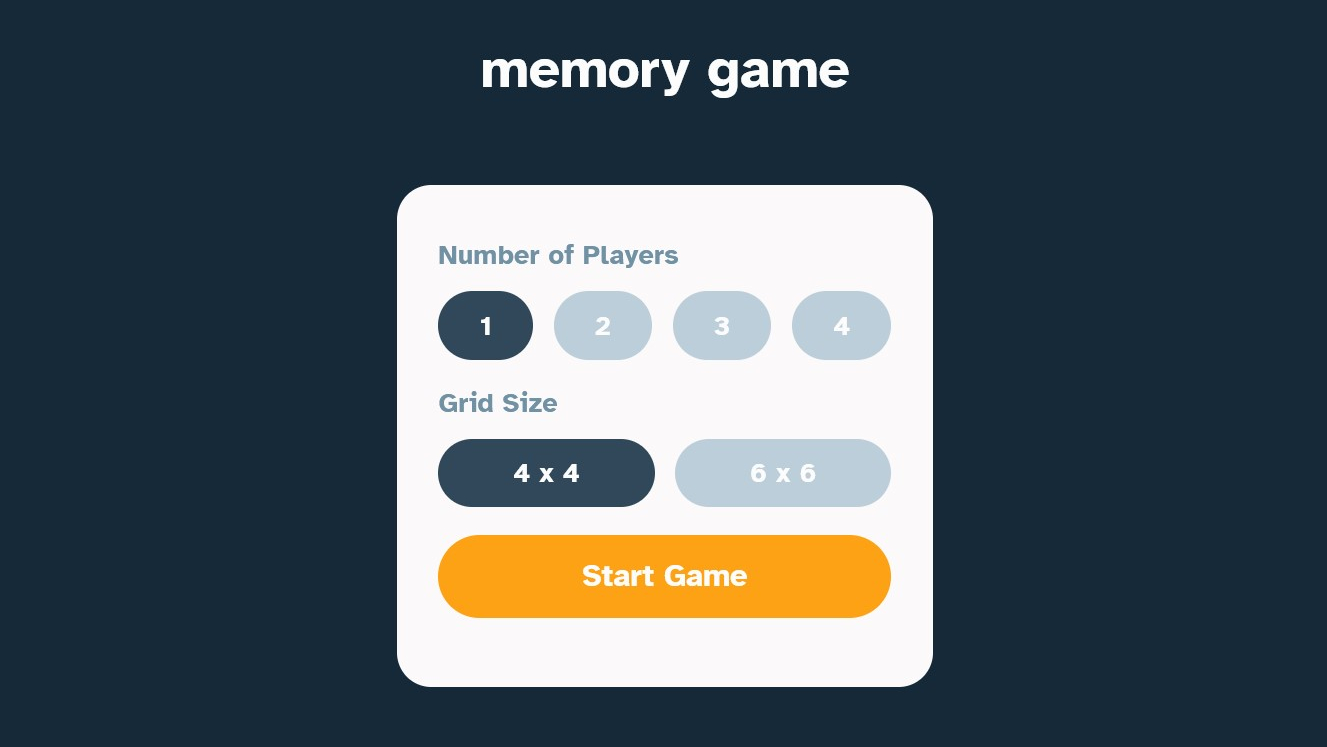 memory game
Number of Players
1 2 3 4
Grid Size
4 x 4 6 x 6
Start Game